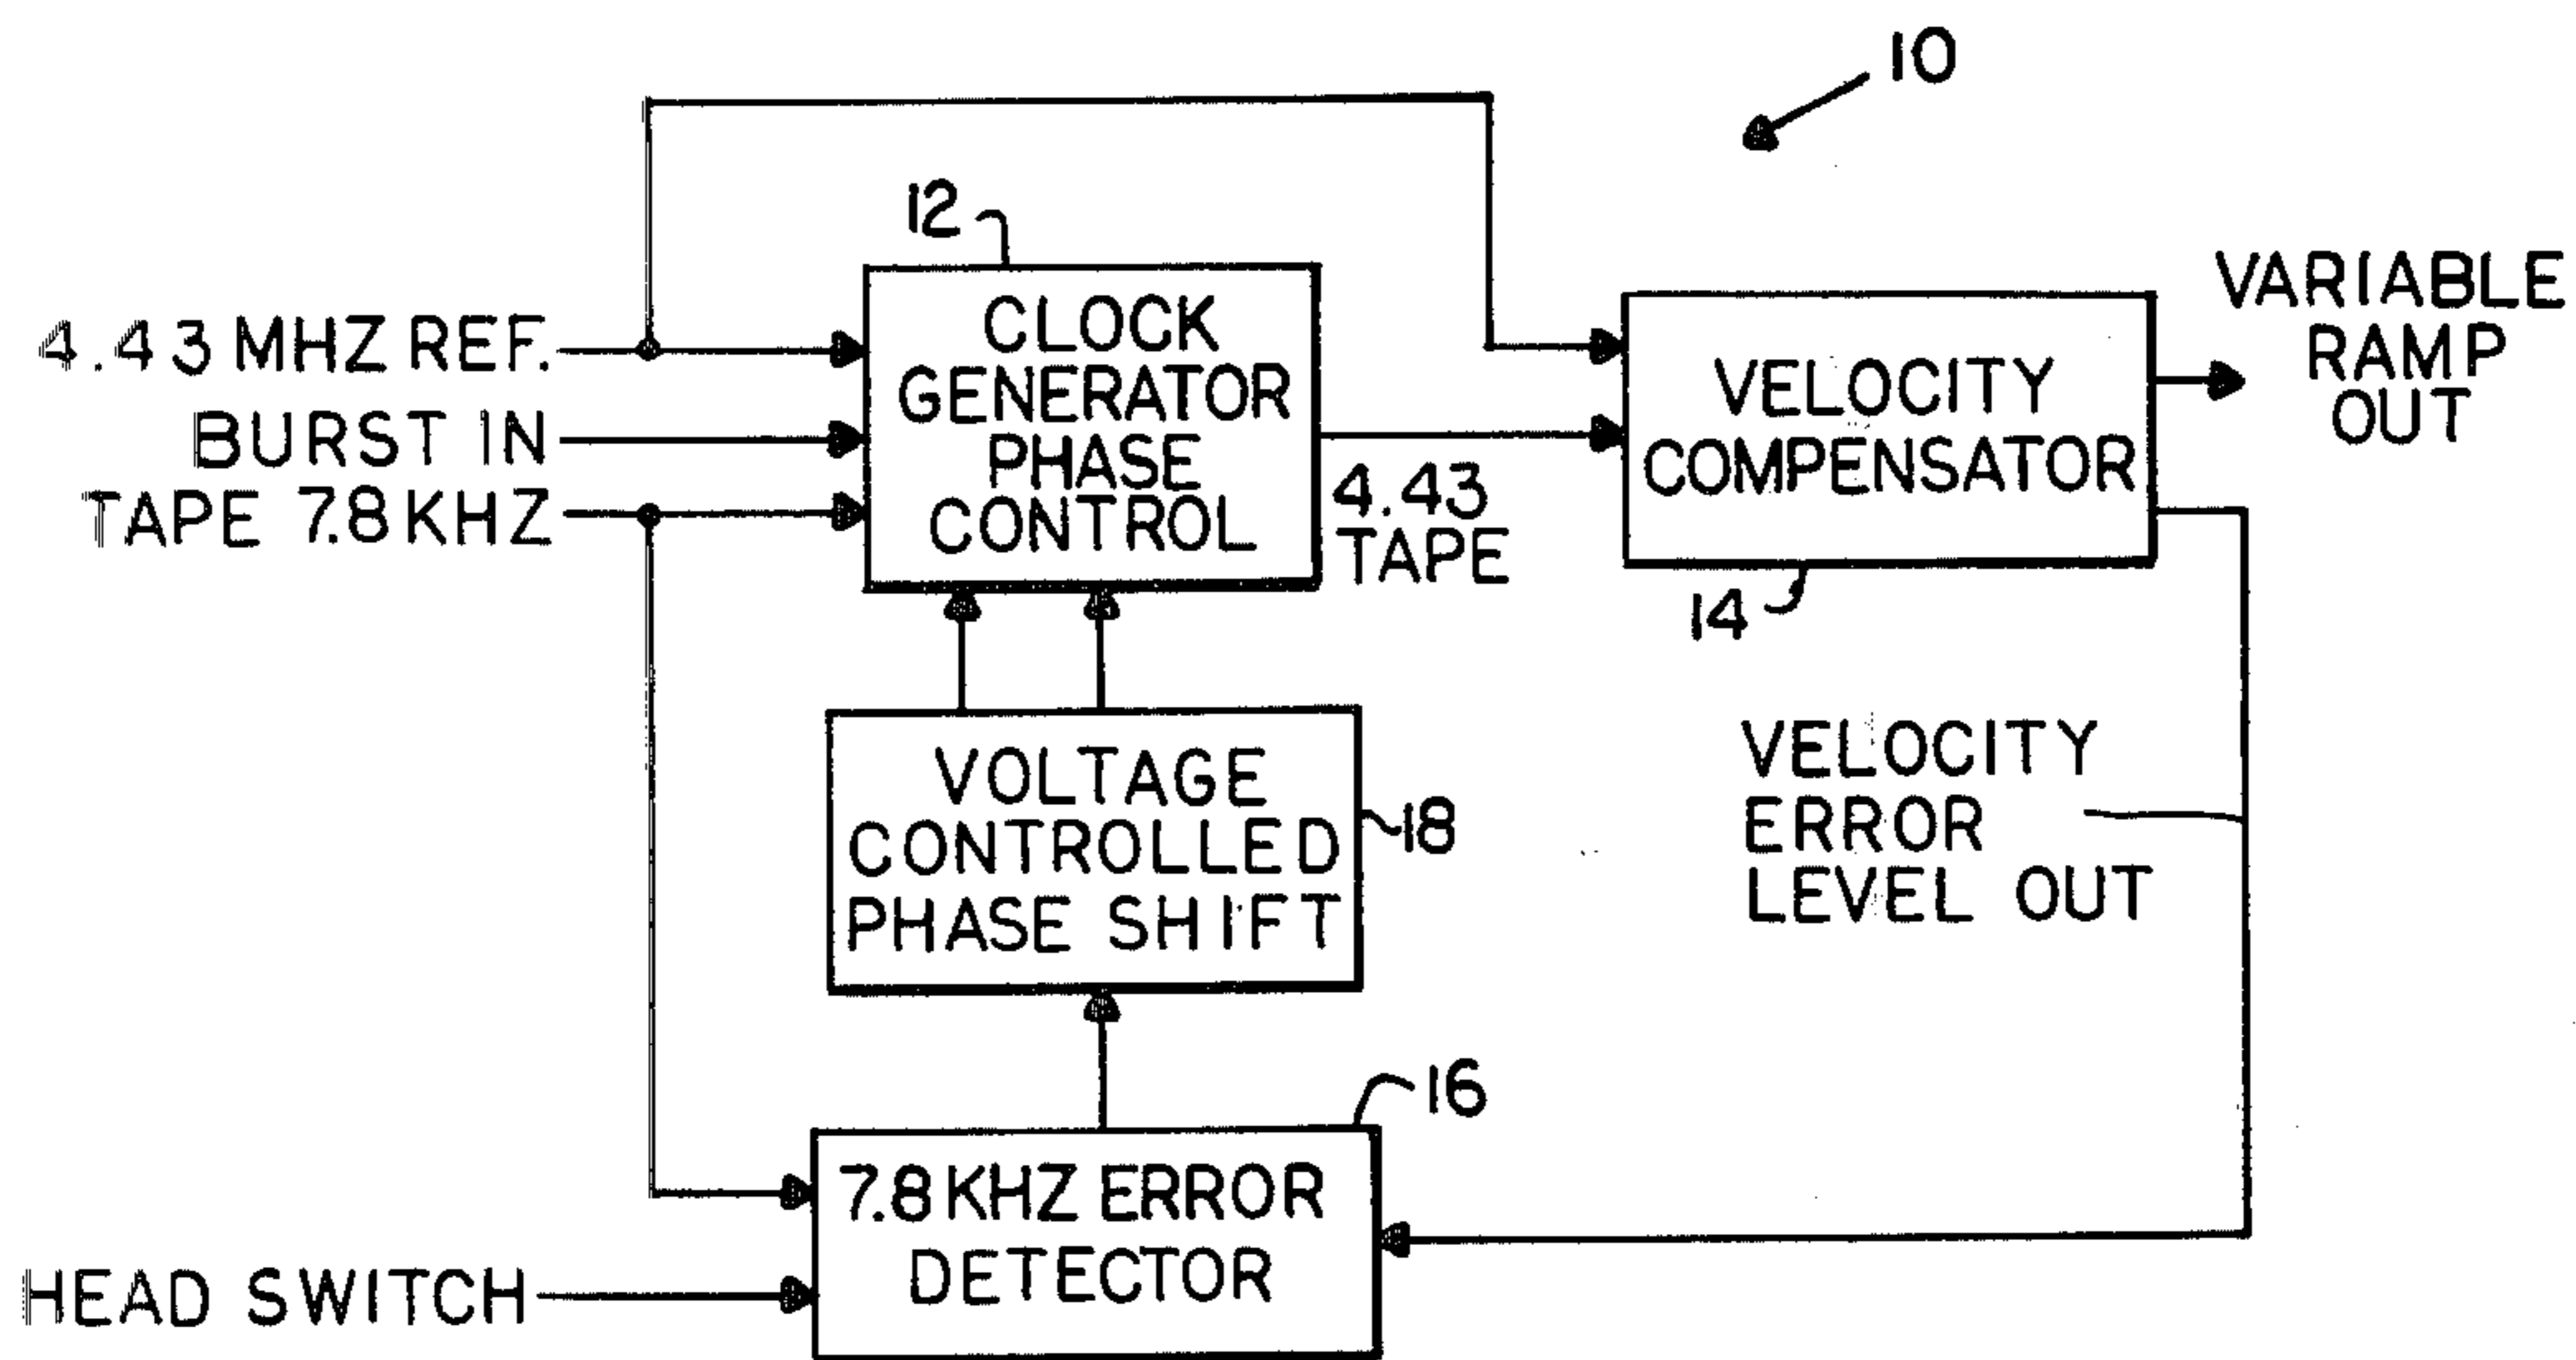 10
12
4.43 MHZ REF.
BURST IN
TAPE 7.8 KHZ
CLOCK
GENERATOR
PHASE
CONTROL
4.43
TAPE
VELOCITY
COMPENSATOR
14
VARIABLE
RAMP
OUT
VOLTAGE
CONTROLLED
PHASE SHIFT
18
VELOCITY
ERROR
LEVEL OUT
16
7.8 KHZ ERROR
DETECTOR
HEAD SWITCH